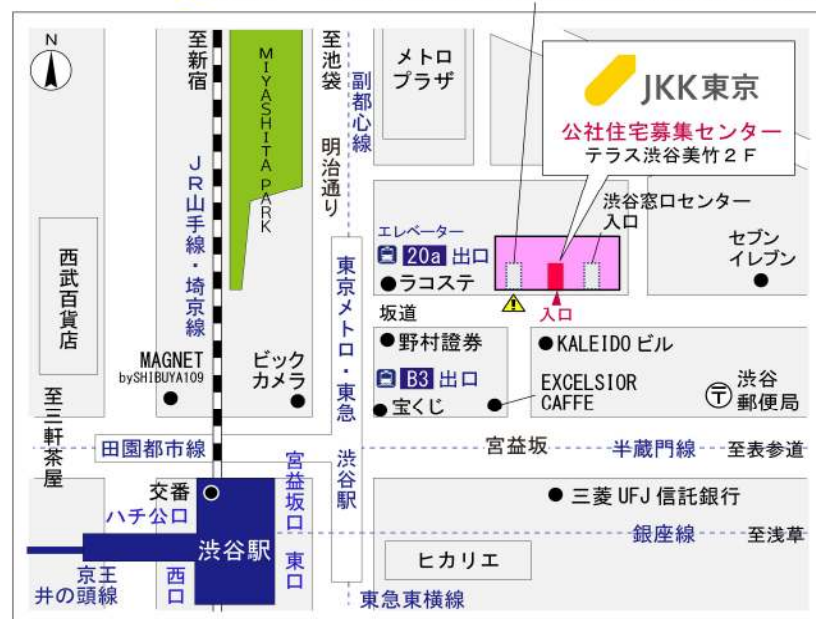 N
至新宿
MIYASHITA PARK
至池袋
副都心線
明治通り
メトロ
プラザ
JKK東京
公社住宅募集センター
テラス渋谷美竹２F
JR山手線・埼京線
西武百貨店
エレベーター
20a 出口
ラコステ
渋谷窓口センター
入口
セブン
イレブン
入口
坂道
東京メトロ・東急
渋谷駅
野村證券
KALEIDO ビル
MAGNET
bySHIBUYA109
ビック
カメラ
B3 出口
宝くじ
EXCELSIOR
CAFFE
〒 渋谷
郵便局
至三軒茶屋
田園都市線
宮益坂
半蔵門線
至表参道
交番
ハチ公口
宮益坂口
三菱 UFJ 信託銀行
渋谷駅
銀座線
至浅草
京王
井の頭線
西口
東口
ヒカリエ
東急東横線